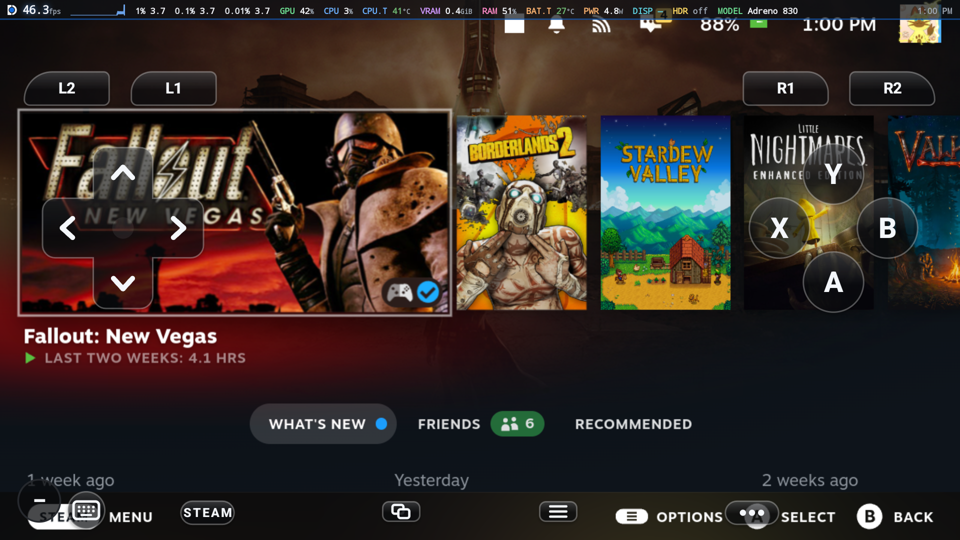 46.3fps 1% 3.7 0.1% 3.7 0.01% 3.7 GPU 42% CPU 3% CPU.T 41°C VRAM 0.4GiB RAM 51% BAT.T 27°C PWR 4.8W DISP HDR off MODEL Adreno 830 1:00 PM
88% 1:00 PM
L2 L1 R1 R2
Fallout
NEW VEGAS
BORDERLANDS 2
STARDEW
VALLEY
LITTLE
NIGHTMARES
ENHANCED EDITION
Y
X B
A
Fallout: New Vegas
LAST TWO WEEKS: 4.1 HRS
WHAT'S NEW FRIENDS 6 RECOMMENDED
1 week ago Yesterday 2 weeks ago
STEAM MENU STEAM OPTIONS A SELECT B BACK